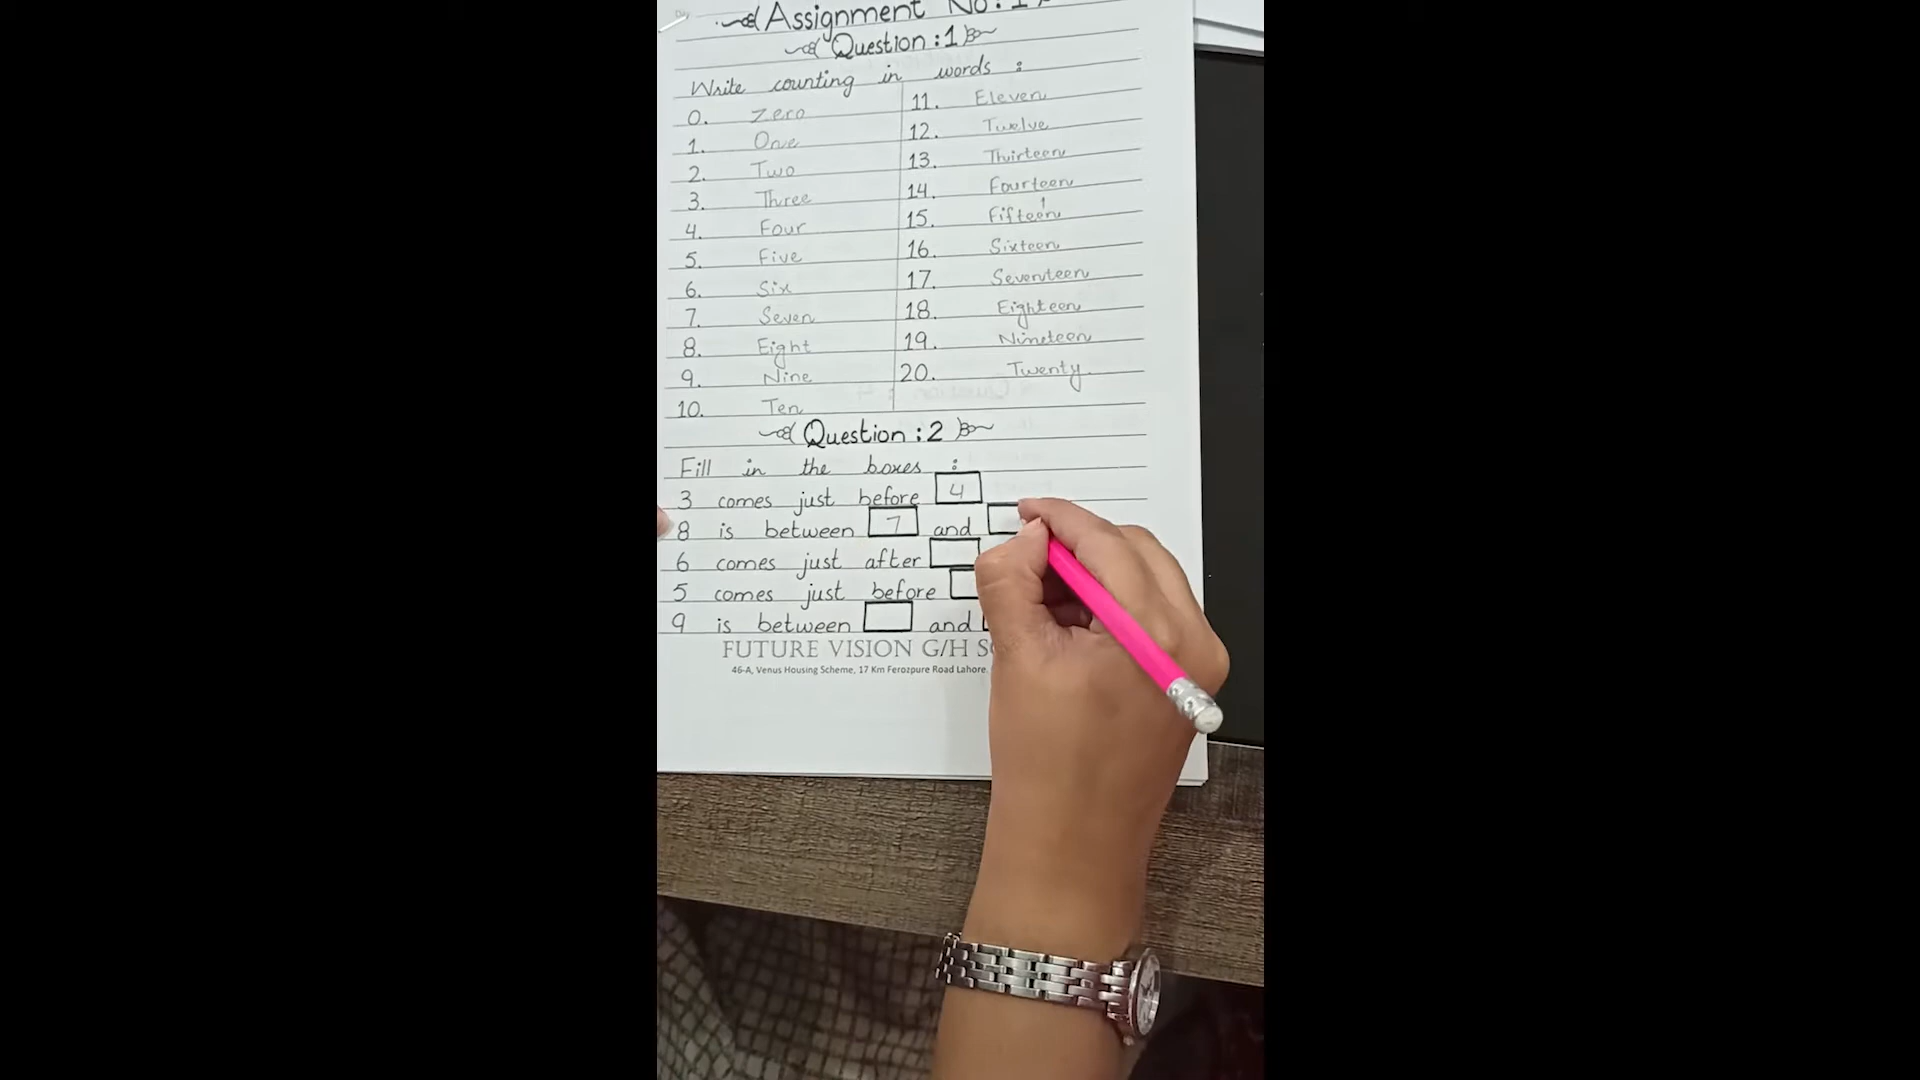 Assignment No: 1
Question :1
Write counting in words :
0. Zero
1. One
2. Two
3. Three
4. Four
5. Five
6. Six
7. Seven
8. Eight
9. Nine
10. Ten
11. Eleven
12. Twelve
13. Thirteen
14. Fourteen
15. Fifteen
16. Sixteen
17. Seventeen
18. Eighteen
19. Nineteen
20. Twenty
Question :2
Fill in the boxes :
3 comes just before 4
8 is between 7 and
6 comes just after
5 comes just before
9 is between and
FUTURE VISION G/H
46-A, Venus Housing Scheme, 17 Km Ferozpure Road Lahore.